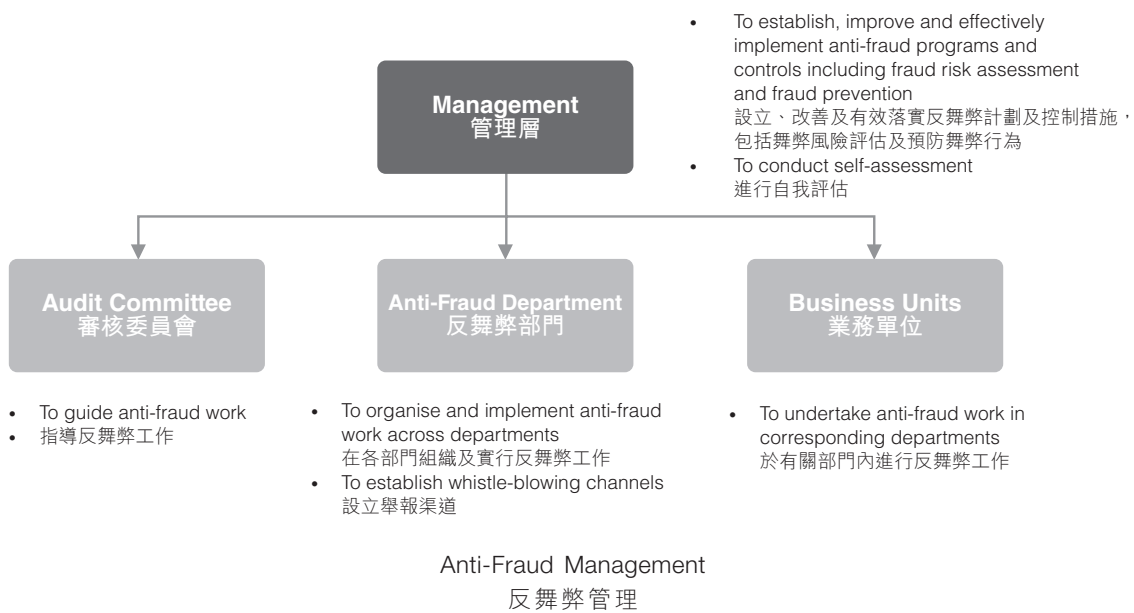 Management
管理層
• To establish, improve and effectively
implement anti-fraud programs and
controls including fraud risk assessment
and fraud prevention
設立、改善及有效落實反舞弊計劃及控制措施，
包括舞弊風險評估及預防舞弊行為
• To conduct self-assessment
進行自我評估
Audit Committee
審核委員會
• To guide anti-fraud work
• 指導反舞弊工作
Anti-Fraud Department
反舞弊部門
• To organise and implement anti-fraud
work across departments
在各部門組織及實行反舞弊工作
• To establish whistle-blowing channels
設立舉報渠道
Business Units
業務單位
• To undertake anti-fraud work in
corresponding departments
於有關部門內進行反舞弊工作
Anti-Fraud Management
反舞弊管理